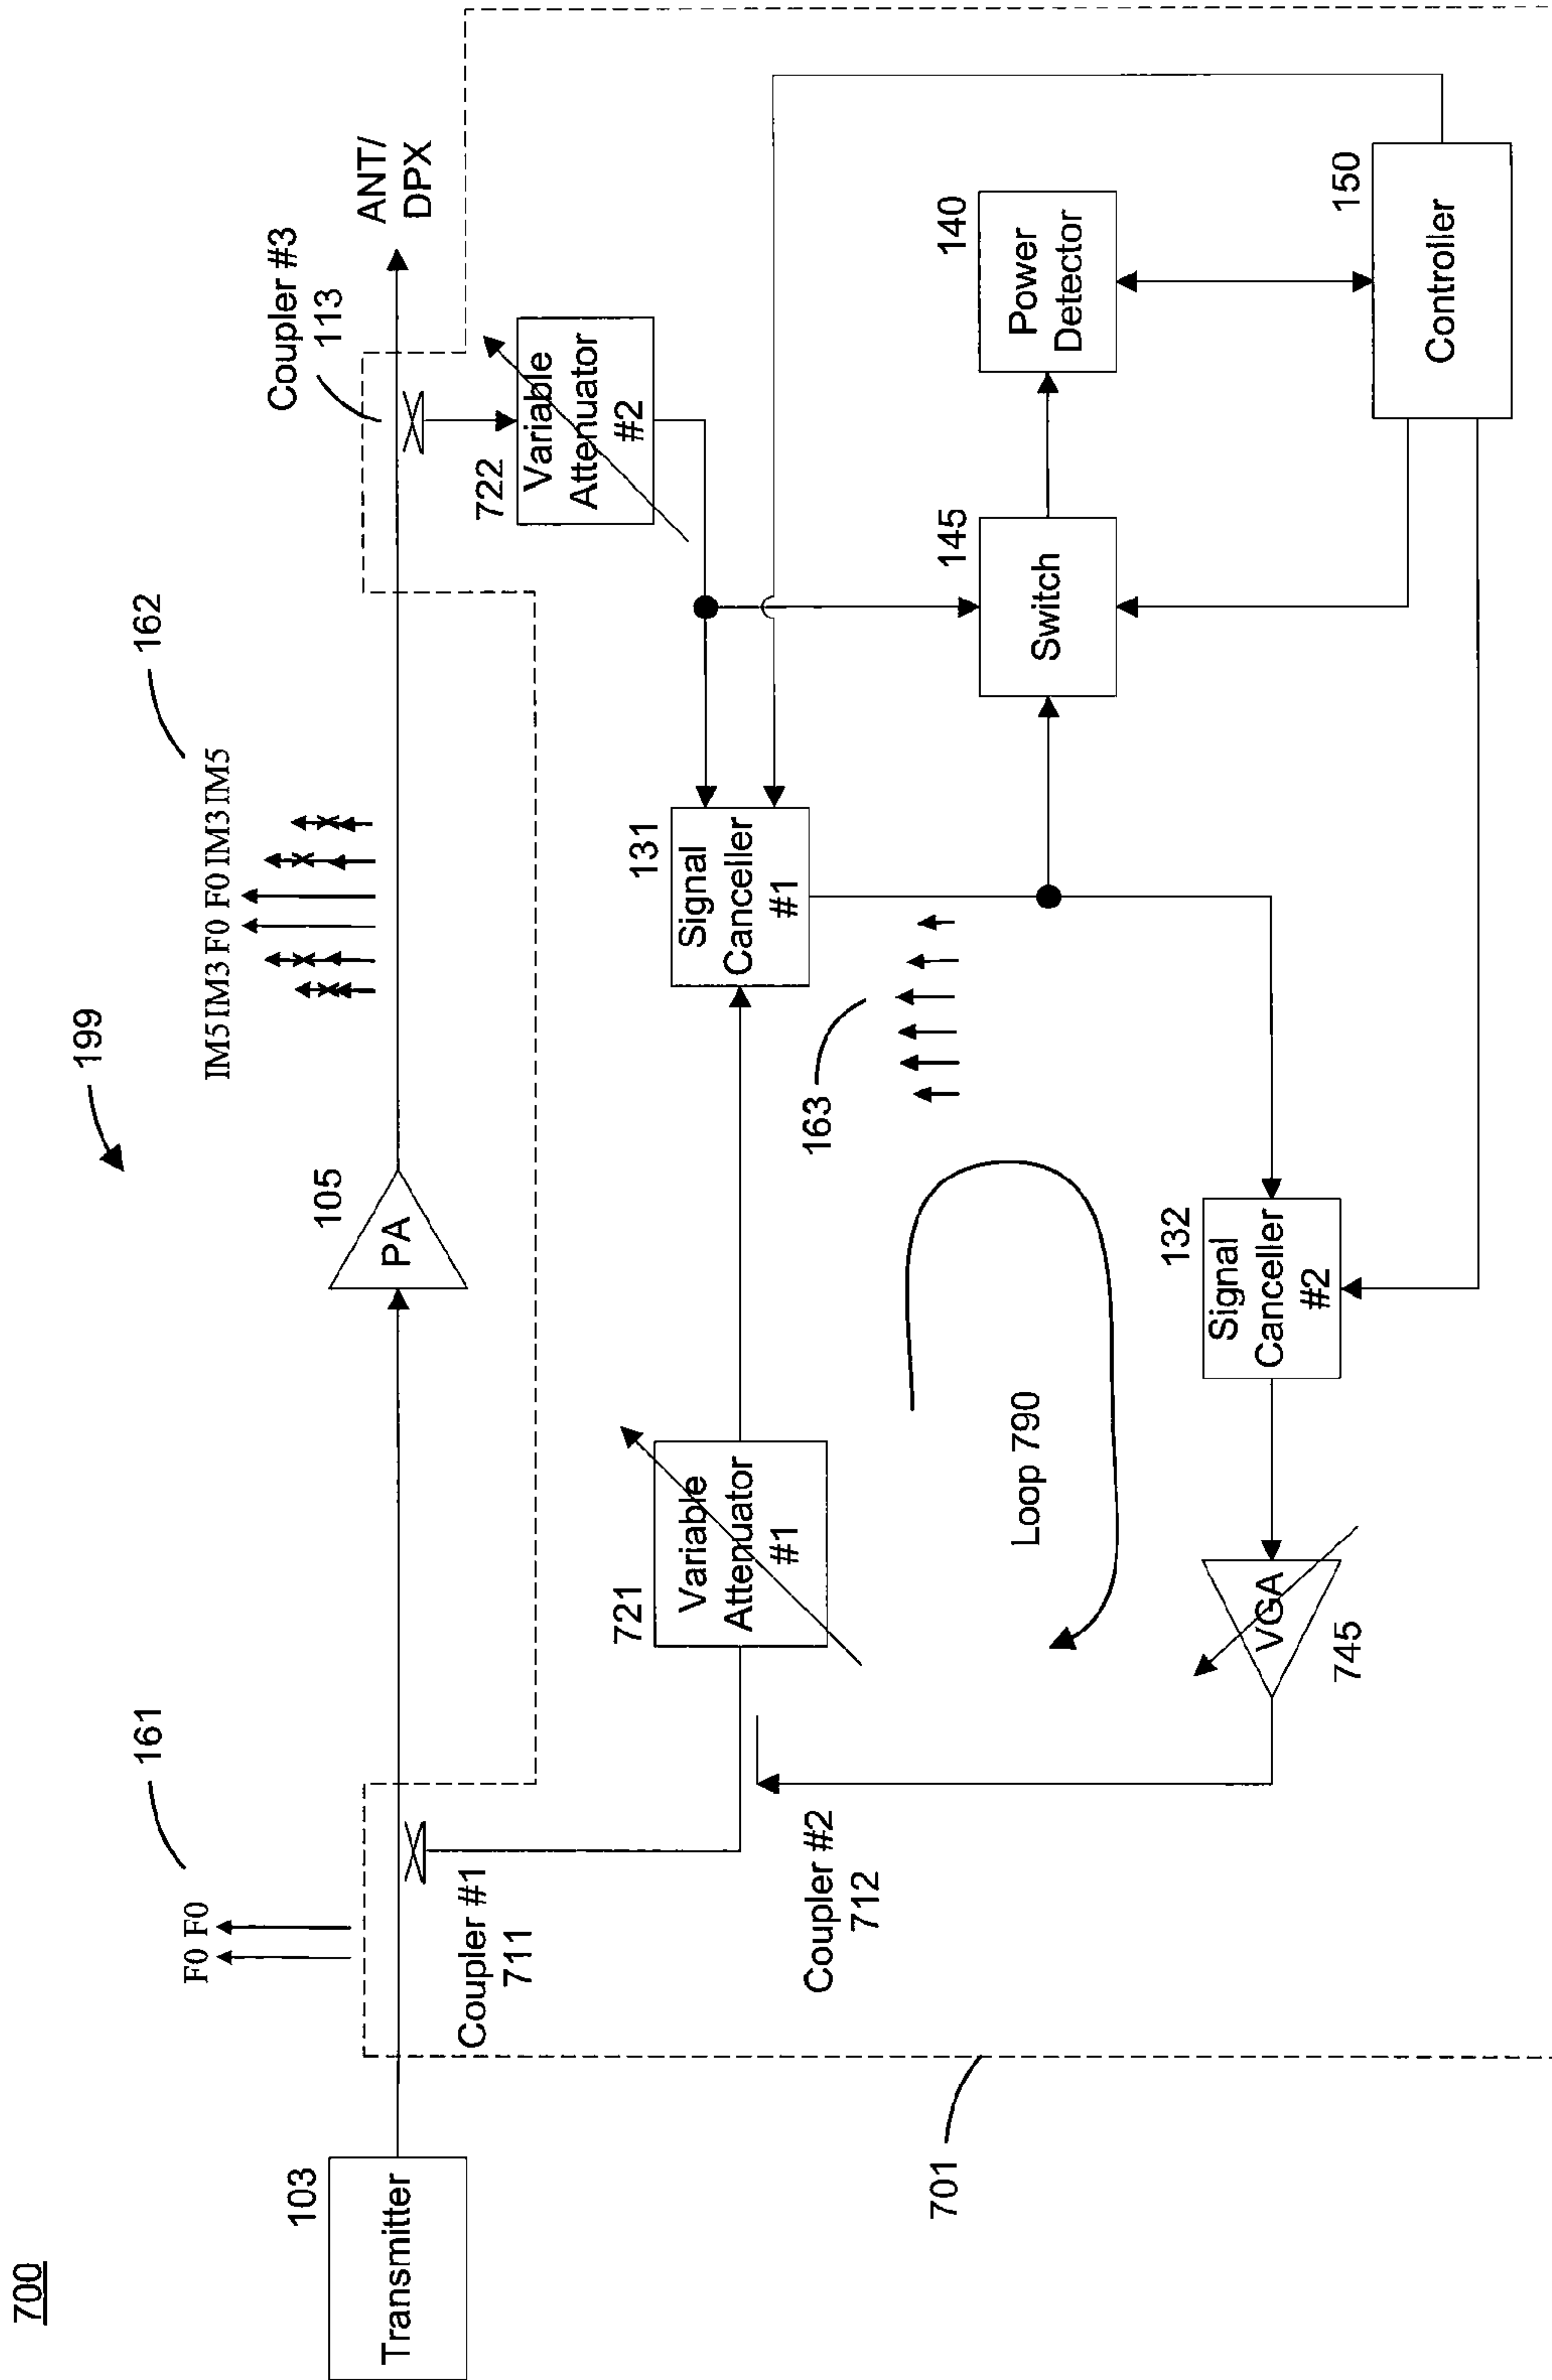 700
199
161
F0 F0
162
IM5 IM3 F0 F0 IM3 IM5
103
Transmitter
105
PA
Coupler #3
113
ANT/
DPX
Coupler #1
711
722
Variable
Attenuator
#2
721
Variable
Attenuator
#1
131
Signal
Canceller
#1
Coupler #2
712
163
145
Switch
140
Power
Detector
Loop 790
701
132
Signal
Canceller
#2
VGA
745
150
Controller